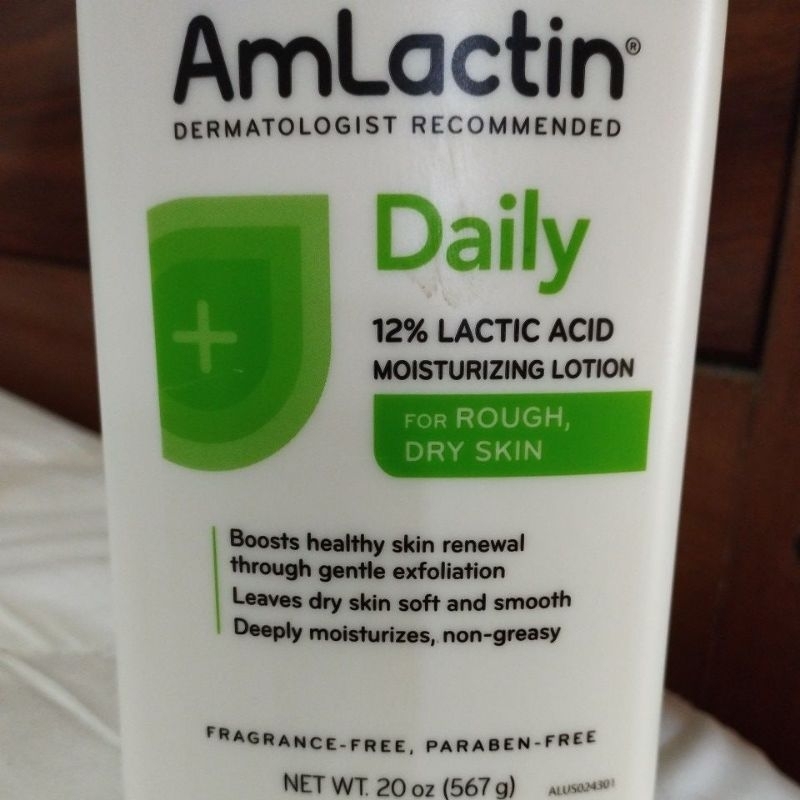 AmLactin®
DERMATOLOGIST RECOMMENDED
Daily
12% LACTIC ACID
MOISTURIZING LOTION
FOR ROUGH,
DRY SKIN
Boosts healthy skin renewal
through gentle exfoliation
Leaves dry skin soft and smooth
Deeply moisturizes, non-greasy
FRAGRANCE-FREE, PARABEN-FREE
NET WT. 20 oz (567 g)
ALUS024301